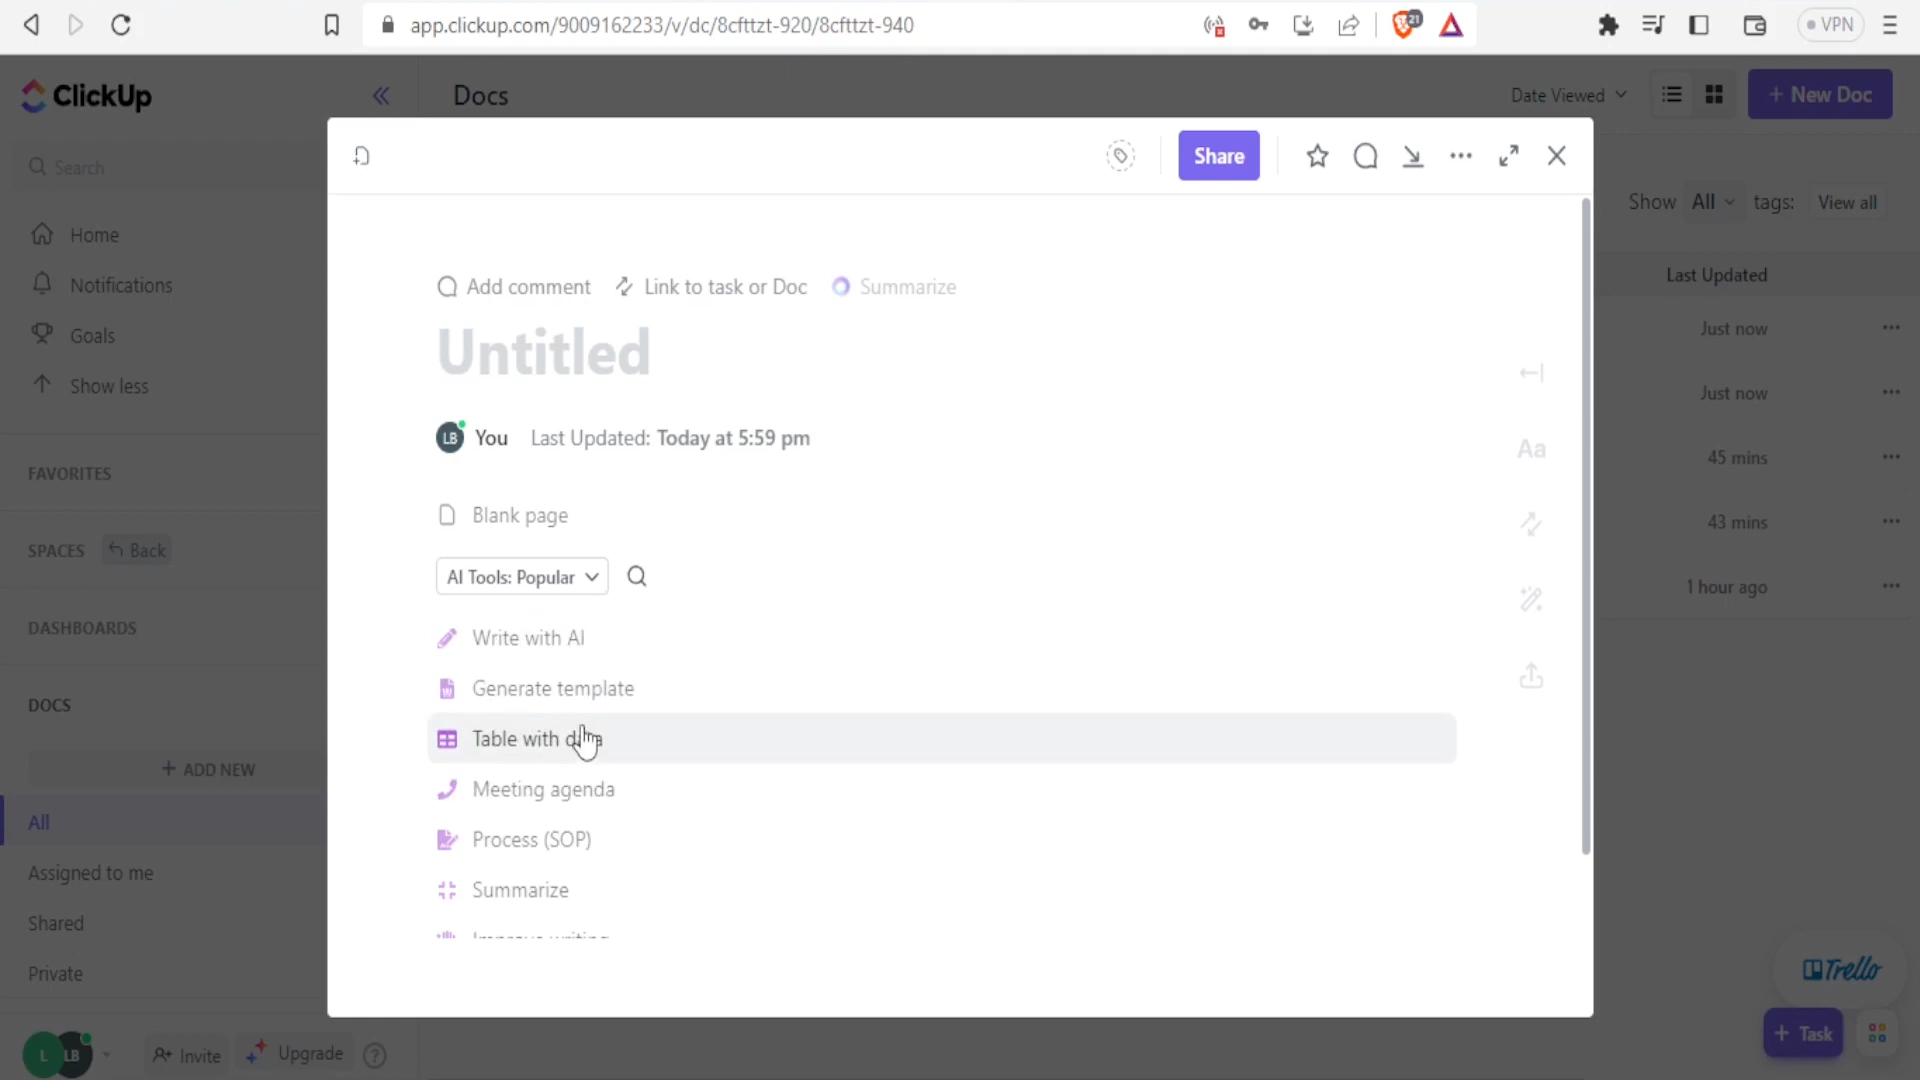 app.clickup.com/9009162233/v/dc/8cfttzt-920/8cfttzt-940
21
VPN
ClickUp
Docs
Date Viewed
+ New Doc
Search
Share
Show All tags: View all
Home
Notifications
Goals
Show less
Add comment
Link to task or Doc
Summarize
Last Updated
Untitled
Just now
Just now
45 mins
43 mins
1 hour ago
LB
You
Last Updated: Today at 5:59 pm
Aa
FAVORITES
SPACES
Back
DASHBOARDS
DOCS
+ ADD NEW
All
Assigned to me
Shared
Private
Blank page
AI Tools: Popular
Write with AI
Generate template
Table with data
Meeting agenda
Process (SOP)
Summarize
Improve writing
Trello
+ Task
L
LB
Invite
Upgrade
?